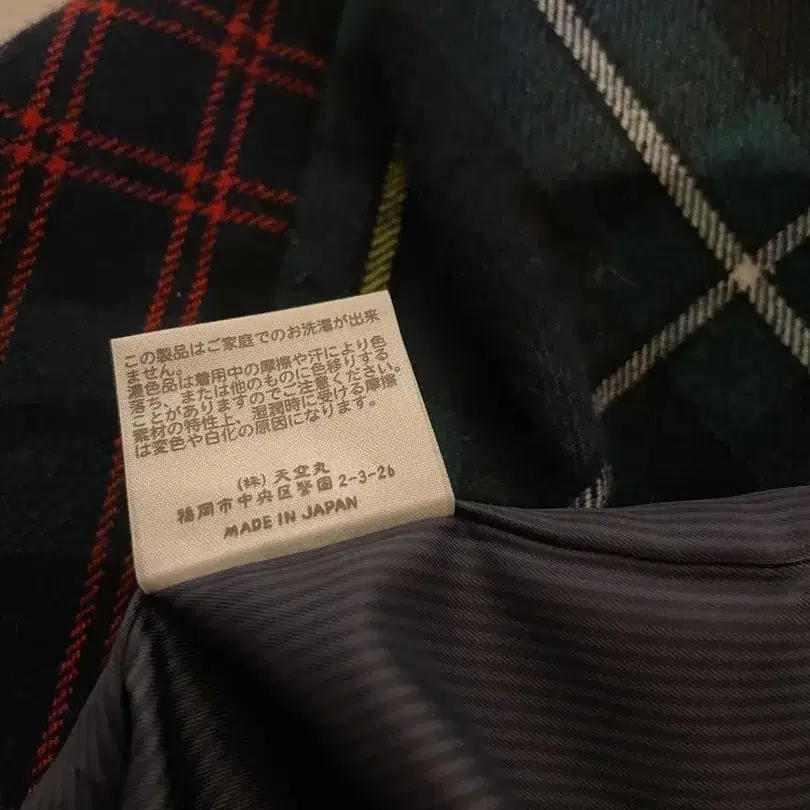 この製品はご家庭でのお洗濯が出来
ません。
濃色品は着用中の摩擦や汗により色
落ち、または他のものに色移りする
ことがありますのでご注意ください。
素材の特性上、湿潤時に受ける摩擦
は変色や白化の原因になります。
(株) 天空丸
福岡市中央区警固 2-3-26
MADE IN JAPAN